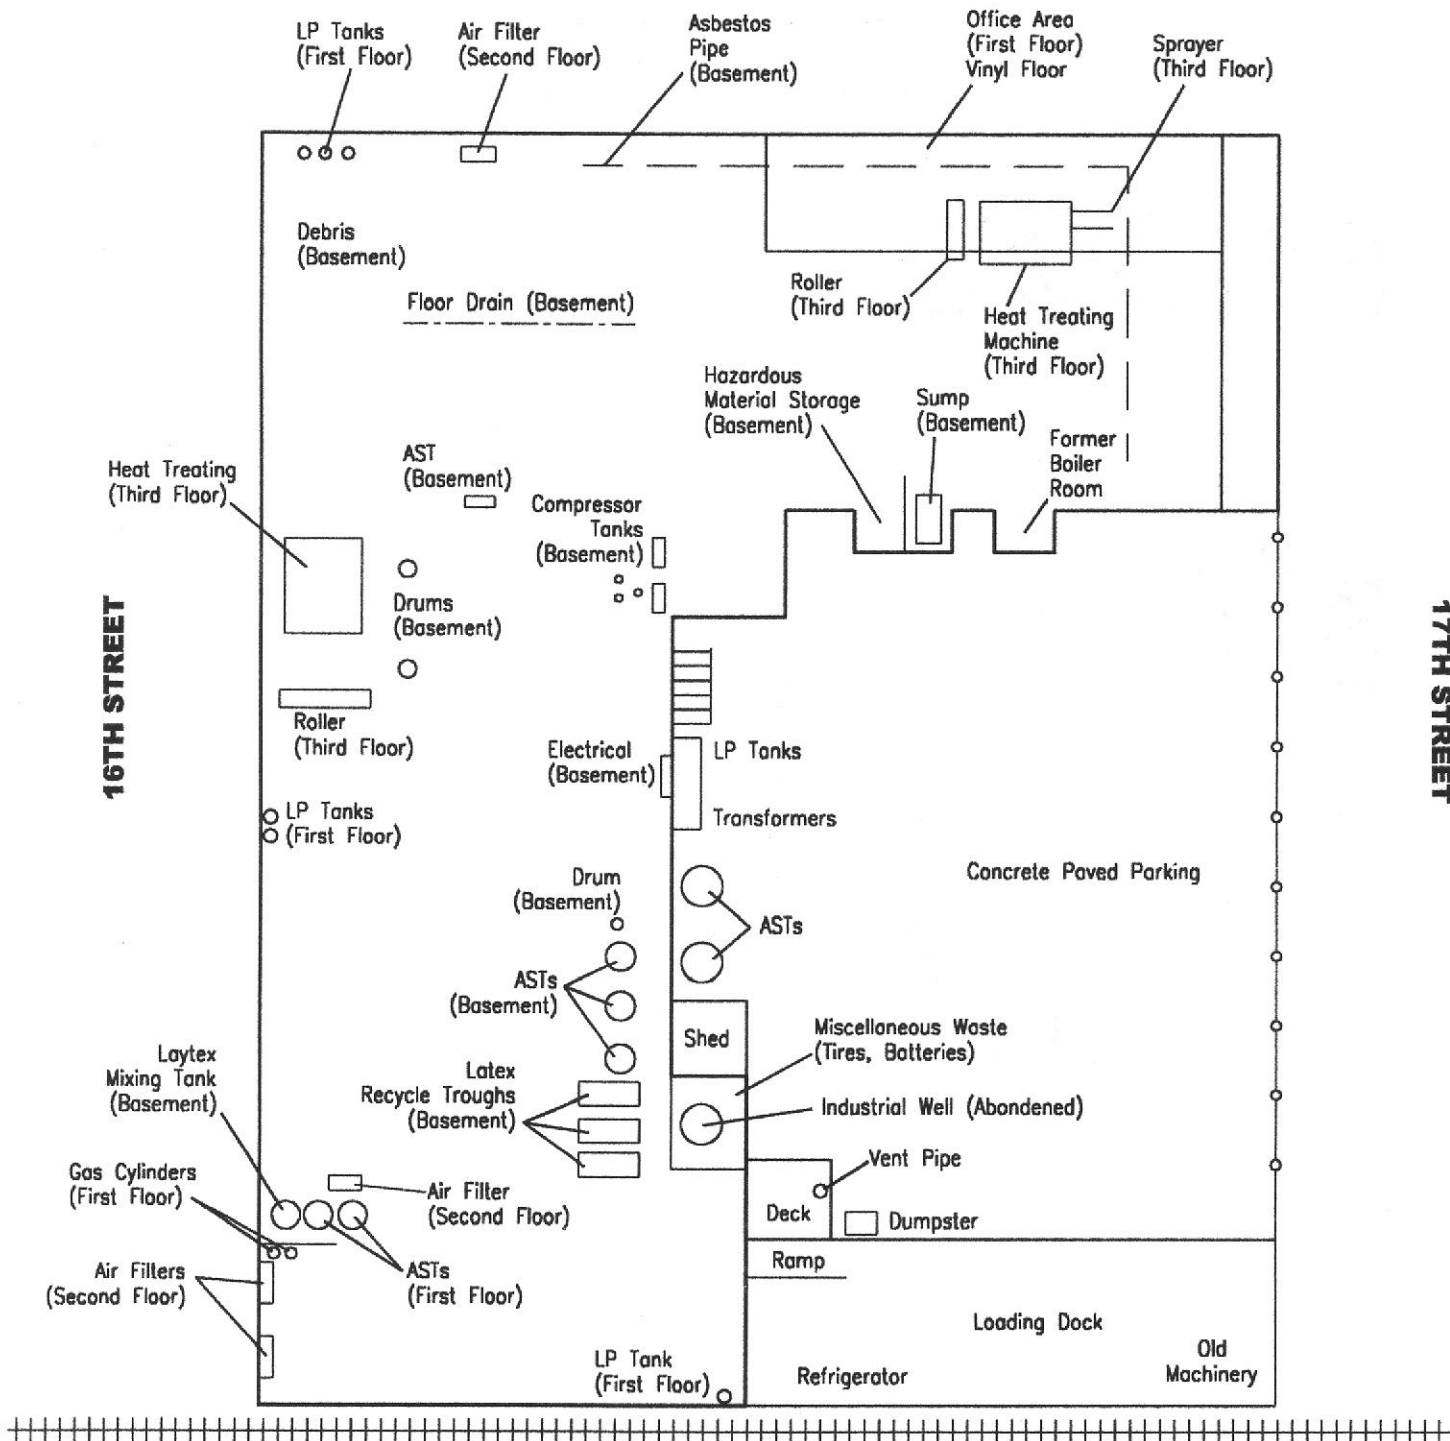 LP Tanks
(First Floor)
Air Filter
(Second Floor)
Asbestos
Pipe
(Basement)
Office Area
(First Floor)
Vinyl Floor
Sprayer
(Third Floor)
Debris
(Basement)
Floor Drain (Basement)
Roller
(Third Floor)
Heat Treating
Machine
(Third Floor)
Hazardous
Material Storage
(Basement)
Sump
(Basement)
Former
Boiler
Room
Heat Treating
(Third Floor)
AST
(Basement)
Compressor
Tanks
(Basement)
Drums
(Basement)
16TH STREET
17TH STREET
Roller
(Third Floor)
Electrical
(Basement)
LP Tanks
Transformers
LP Tanks
(First Floor)
Concrete Paved Parking
Drum
(Basement)
ASTs
ASTs
(Basement)
Shed
Miscellaneous Waste
(Tires, Batteries)
Laytex
Mixing Tank
(Basement)
Latex
Recycle Troughs
(Basement)
Industrial Well (Abondened)
Vent Pipe
Gas Cylinders
(First Floor)
Air Filter
(Second Floor)
Deck
Dumpster
Ramp
Air Filters
(Second Floor)
ASTs
(First Floor)
Loading Dock
Old
Machinery
LP Tank
(First Floor)
Refrigerator